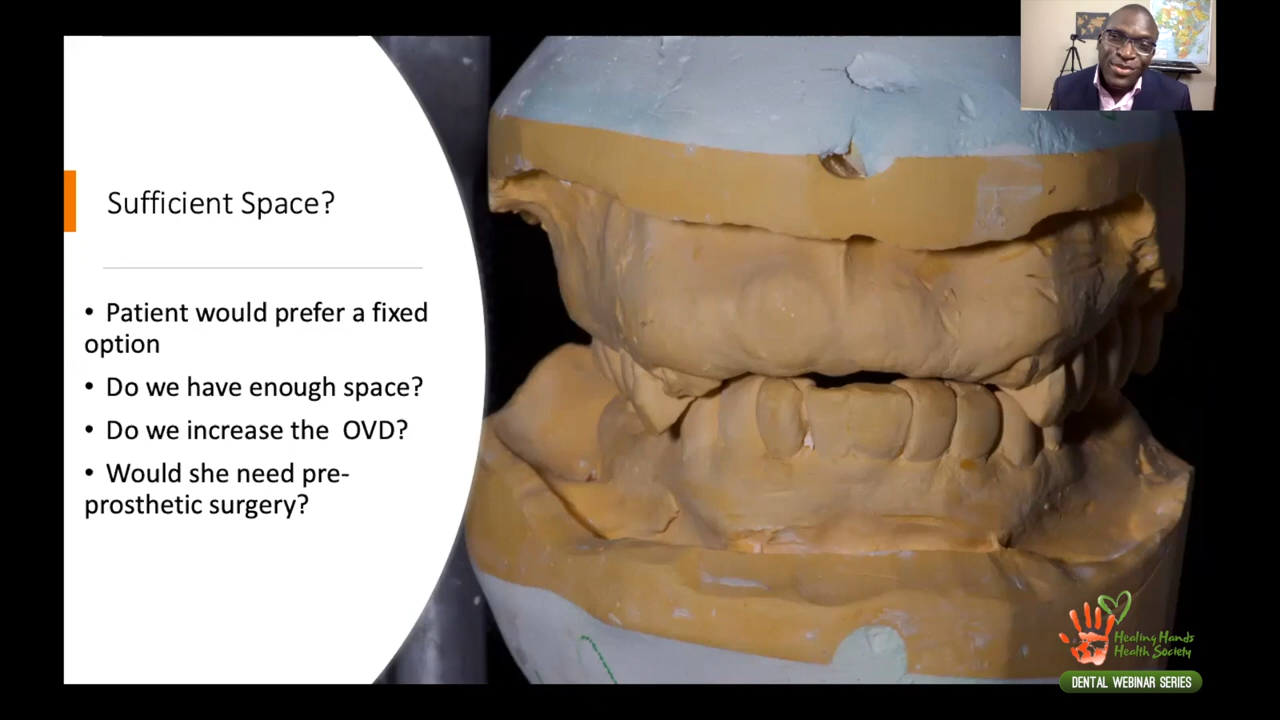 Sufficient Space?
• Patient would prefer a fixed
option
• Do we have enough space?
• Do we increase the  OVD?
• Would she need pre-
prosthetic surgery?
Healing Hands
Health Society
DENTAL WEBINAR SERIES